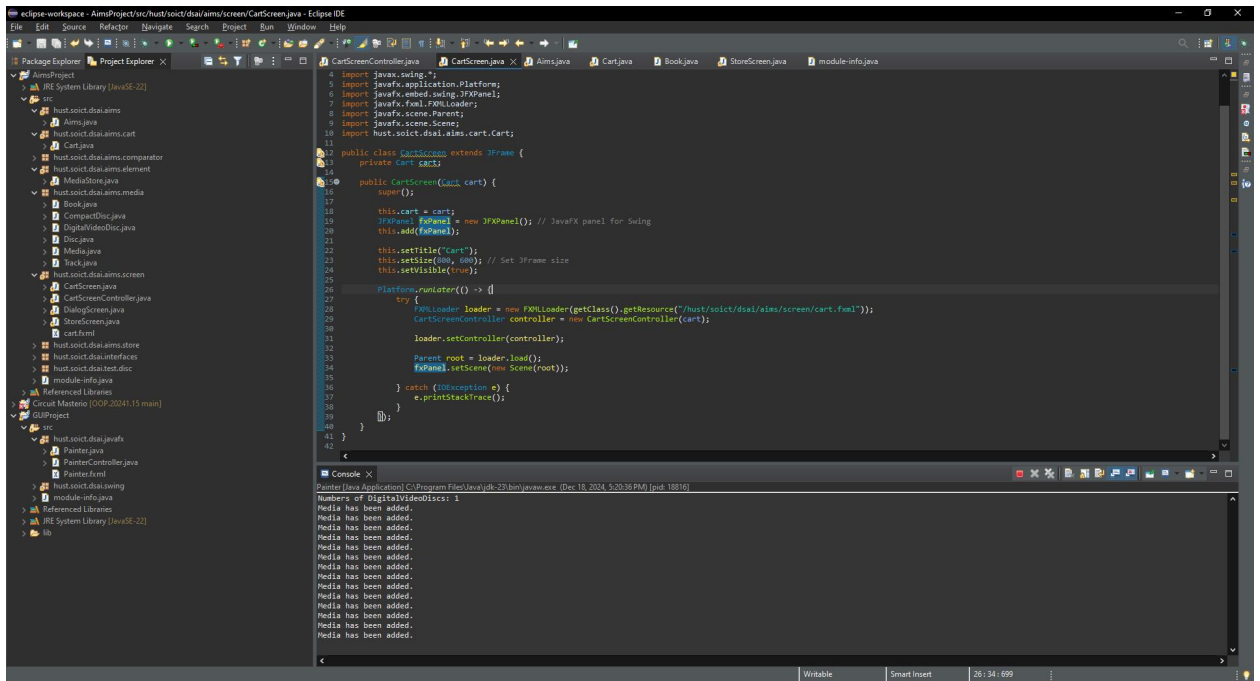 eclipse-workspace - AimsProject/src/hust/soict/dsai/aims/screen/CartScreen.java - Eclipse IDE
File Edit Source Refactor Navigate Search Project Run Window Help
Package Explorer Project Explorer
AimsProject
JRE System Library [JavaSE-22]
src
hust.soict.dsai.aims
Aims.java
hust.soict.dsai.aims.cart
Cart.java
hust.soict.dsai.aims.comparator
hust.soict.dsai.aims.element
MediaStore.java
hust.soict.dsai.aims.media
Book.java
CompactDisc.java
DigitalVideoDisc.java
Disc.java
Media.java
Track.java
hust.soict.dsai.aims.screen
CartScreen.java
CartScreenController.java
DialogScreen.java
StoreScreen.java
cart.fxml
hust.soict.dsai.aims.store
hust.soict.dsai.interfaces
hust.soict.dsai.test.disc
module-info.java
Referenced Libraries
Circuit Masterio [OOP.20241.15 main]
GUIProject
src
hust.soict.dsai.javafx
Painter.java
PainterController.java
Painter.fxml
hust.soict.dsai.swing
module-info.java
Referenced Libraries
JRE System Library [JavaSE-22]
lib
CartScreenController.java CartScreen.java Aims.java Cart.java Book.java StoreScreen.java module-info.java
4 import javax.swing.*;
5 import javafx.application.Platform;
6 import javafx.embed.swing.JFXPanel;
7 import javafx.fxml.FXMLLoader;
8 import javafx.scene.Parent;
9 import javafx.scene.Scene;
10 import hust.soict.dsai.aims.cart.Cart;
11
12 public class CartScreen extends JFrame {
13 private Cart cart;
14
15 public CartScreen(Cart cart) {
16 super();
17
18 this.cart = cart;
19 JFXPanel fxPanel = new JFXPanel(); // JavaFX panel for Swing
20 this.add(fxPanel);
21
22 this.setTitle("Cart");
23 this.setSize(800, 600); // Set JFrame size
24 this.setVisible(true);
25
26 Platform.runLater(() -> {
27 try {
28 FXMLLoader loader = new FXMLLoader(getClass().getResource("/hust/soict/dsai/aims/screen/cart.fxml"));
29 CartScreenController controller = new CartScreenController(cart);
30
31 loader.setController(controller);
32
33 Parent root = loader.load();
34 fxPanel.setScene(new Scene(root));
35
36 } catch (IOException e) {
37 e.printStackTrace();
38 }
39 });
40 }
41 }
42
Console
Painter [Java Application] C:\Program Files\Java\jdk-23\bin\javaw.exe (Dec 18, 2024, 5:20:36 PM) [pid: 18816]
Numbers of DigitalVideoDiscs: 1
Media has been added.
Media has been added.
Media has been added.
Media has been added.
Media has been added.
Media has been added.
Media has been added.
Media has been added.
Media has been added.
Media has been added.
Media has been added.
Media has been added.
Media has been added.
Media has been added.
Writable Smart Insert 26 : 34 : 699